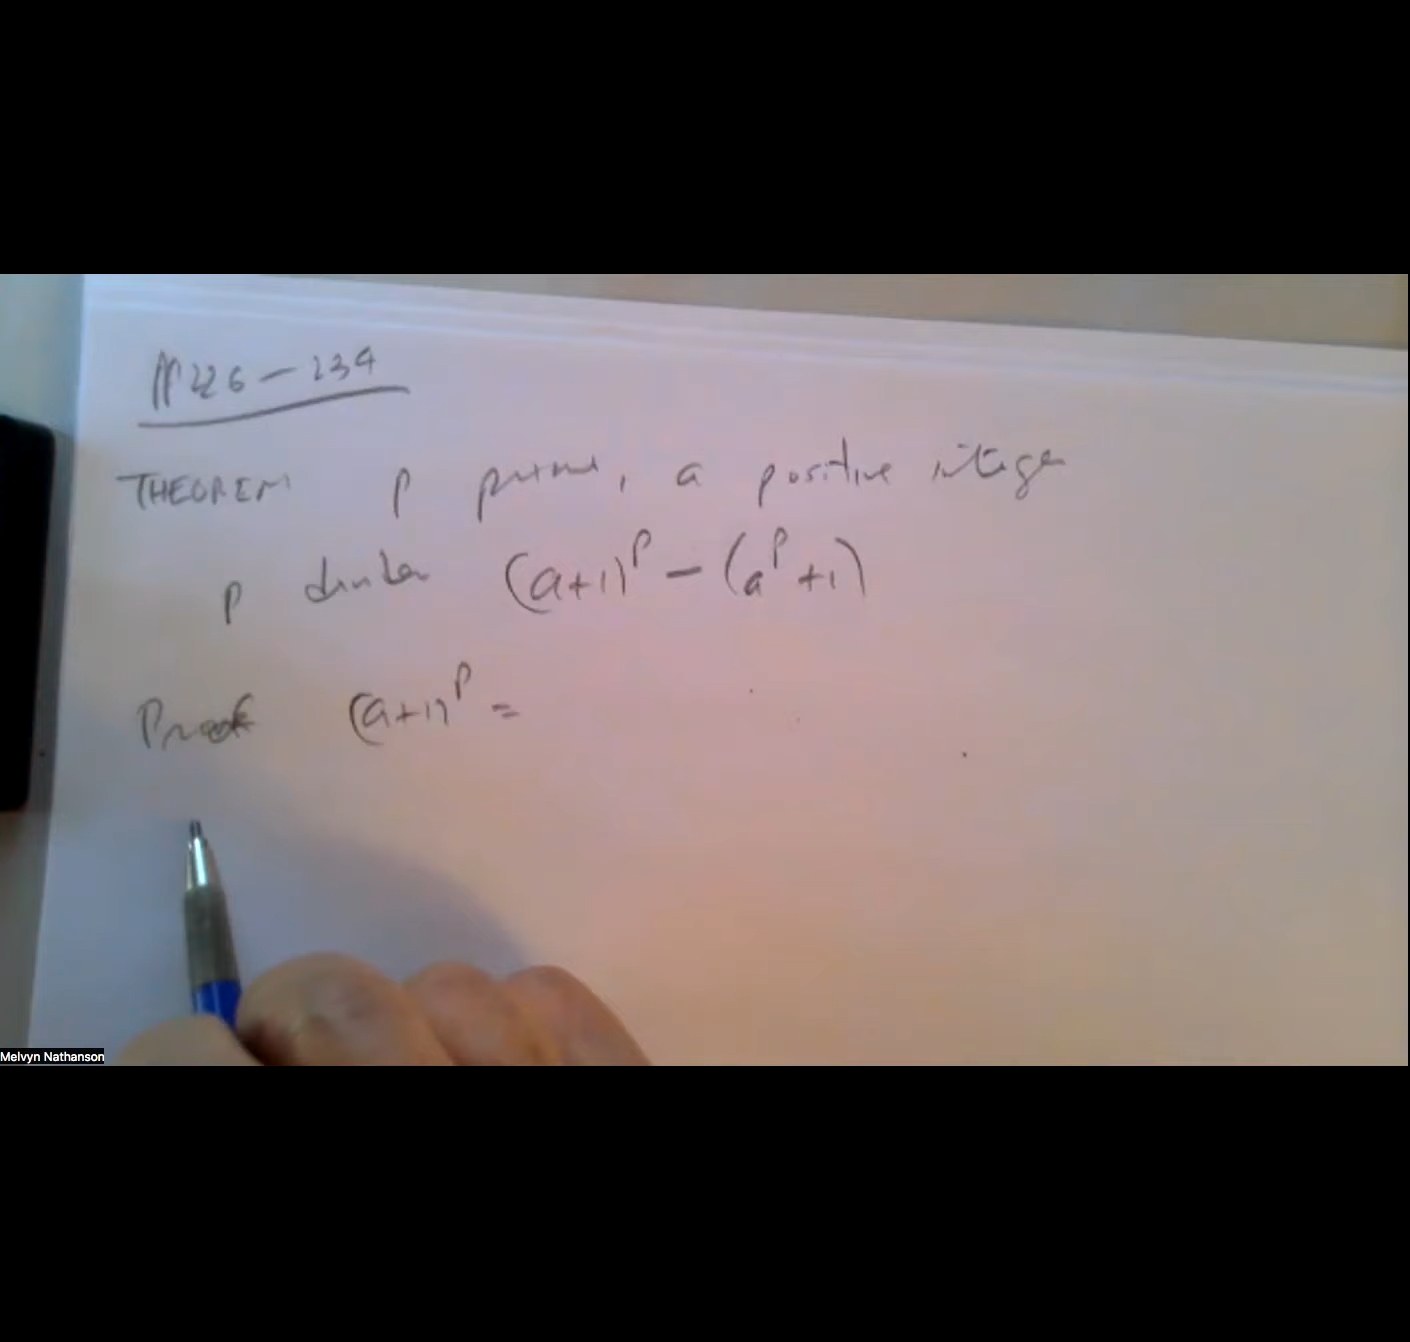 pp 226-234
THEOREM p prime, a positive integer
p divides (a+1)^p - (a^p+1)
Proof (a+1)^p =
Melvyn Nathanson